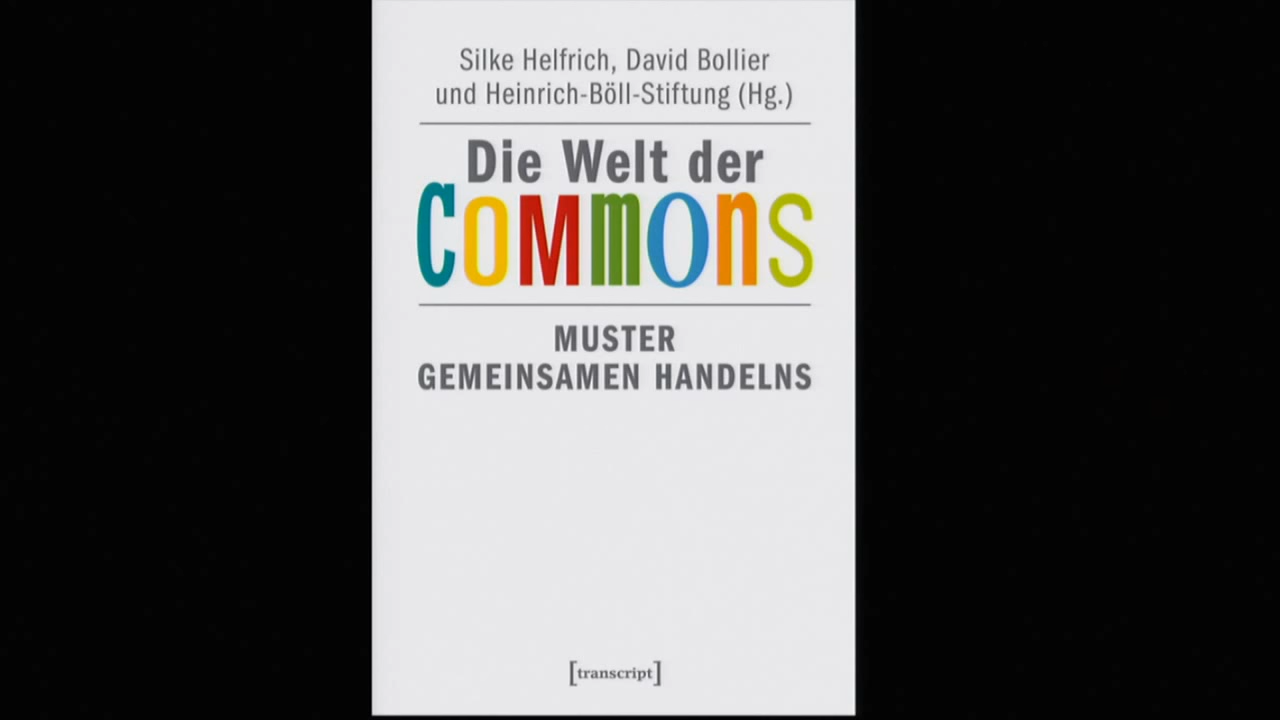 Silke Helfrich, David Bollier
und Heinrich-Böll-Stiftung (Hg.)
Die Welt der
COMMONS
MUSTER
GEMEINSAMEN HANDELNS
[transcript]